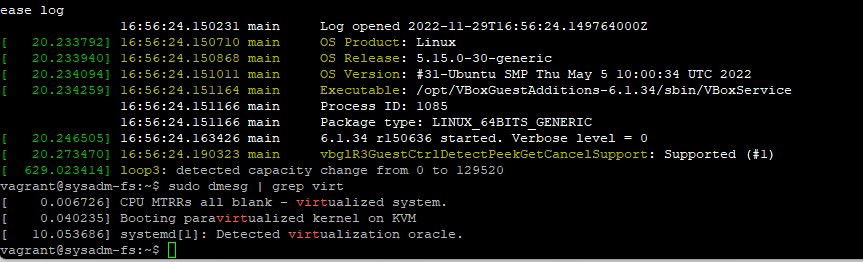 ease log
16:56:24.150231 main     Log opened 2022-11-29T16:56:24.149764000Z
[   20.233792] 16:56:24.150710 main     OS Product: Linux
[   20.233940] 16:56:24.150868 main     OS Release: 5.15.0-30-generic
[   20.234094] 16:56:24.151011 main     OS Version: #31-Ubuntu SMP Thu May 5 10:00:34 UTC 2022
[   20.234259] 16:56:24.151164 main     Executable: /opt/VBoxGuestAdditions-6.1.34/sbin/VBoxService
16:56:24.151166 main     Process ID: 1085
16:56:24.151166 main     Package type: LINUX_64BITS_GENERIC
[   20.246505] 16:56:24.163426 main     6.1.34 r150636 started. Verbose level = 0
[   20.273470] 16:56:24.190323 main     vbglR3GuestCtrlDetectPeekGetCancelSupport: Supported (#1)
[  629.023414] loop3: detected capacity change from 0 to 129520
vagrant@sysadm-fs:~$ sudo dmesg | grep virt
[    0.006726] CPU MTRRs all blank - virtualized system.
[    0.040235] Booting paravirtualized kernel on KVM
[   10.053686] systemd[1]: Detected virtualization oracle.
vagrant@sysadm-fs:~$